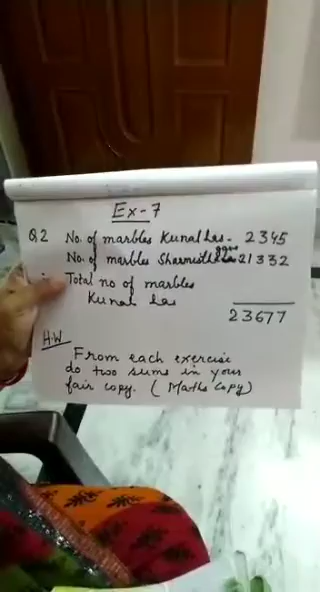 Ex-7
Q2 No. of marbles Kunal has - 2345
No. of marbles Sharmistha gave 21332
Total no of marbles
Kunal has
23677
H.W
From each exercise
do two sums in your
fair copy. (Maths Copy)